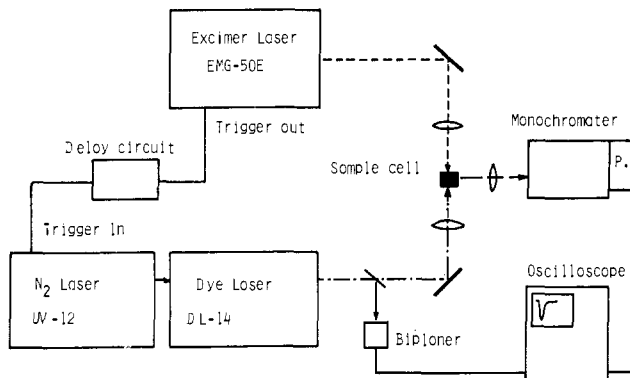 Excimer Laser
EMG-50E
Trigger out
Deloy circuit
Monochromater
P.
Somple cell
Trigger In
Oscilloscope
N2 Laser
UV-12
Dye Laser
DL-14
Biploner